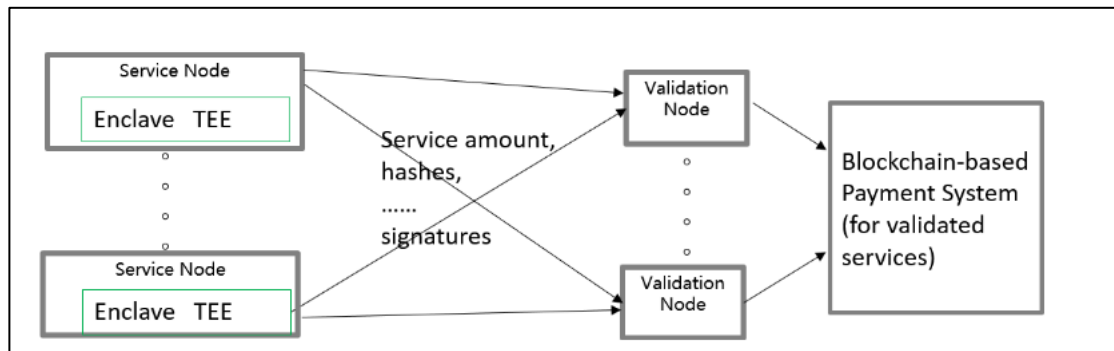 Service Node
Enclave TEE
Service Node
Enclave TEE
Service amount,
hashes,
......
signatures
Validation
Node
Validation
Node
Blockchain-based
Payment System
(for validated
services)